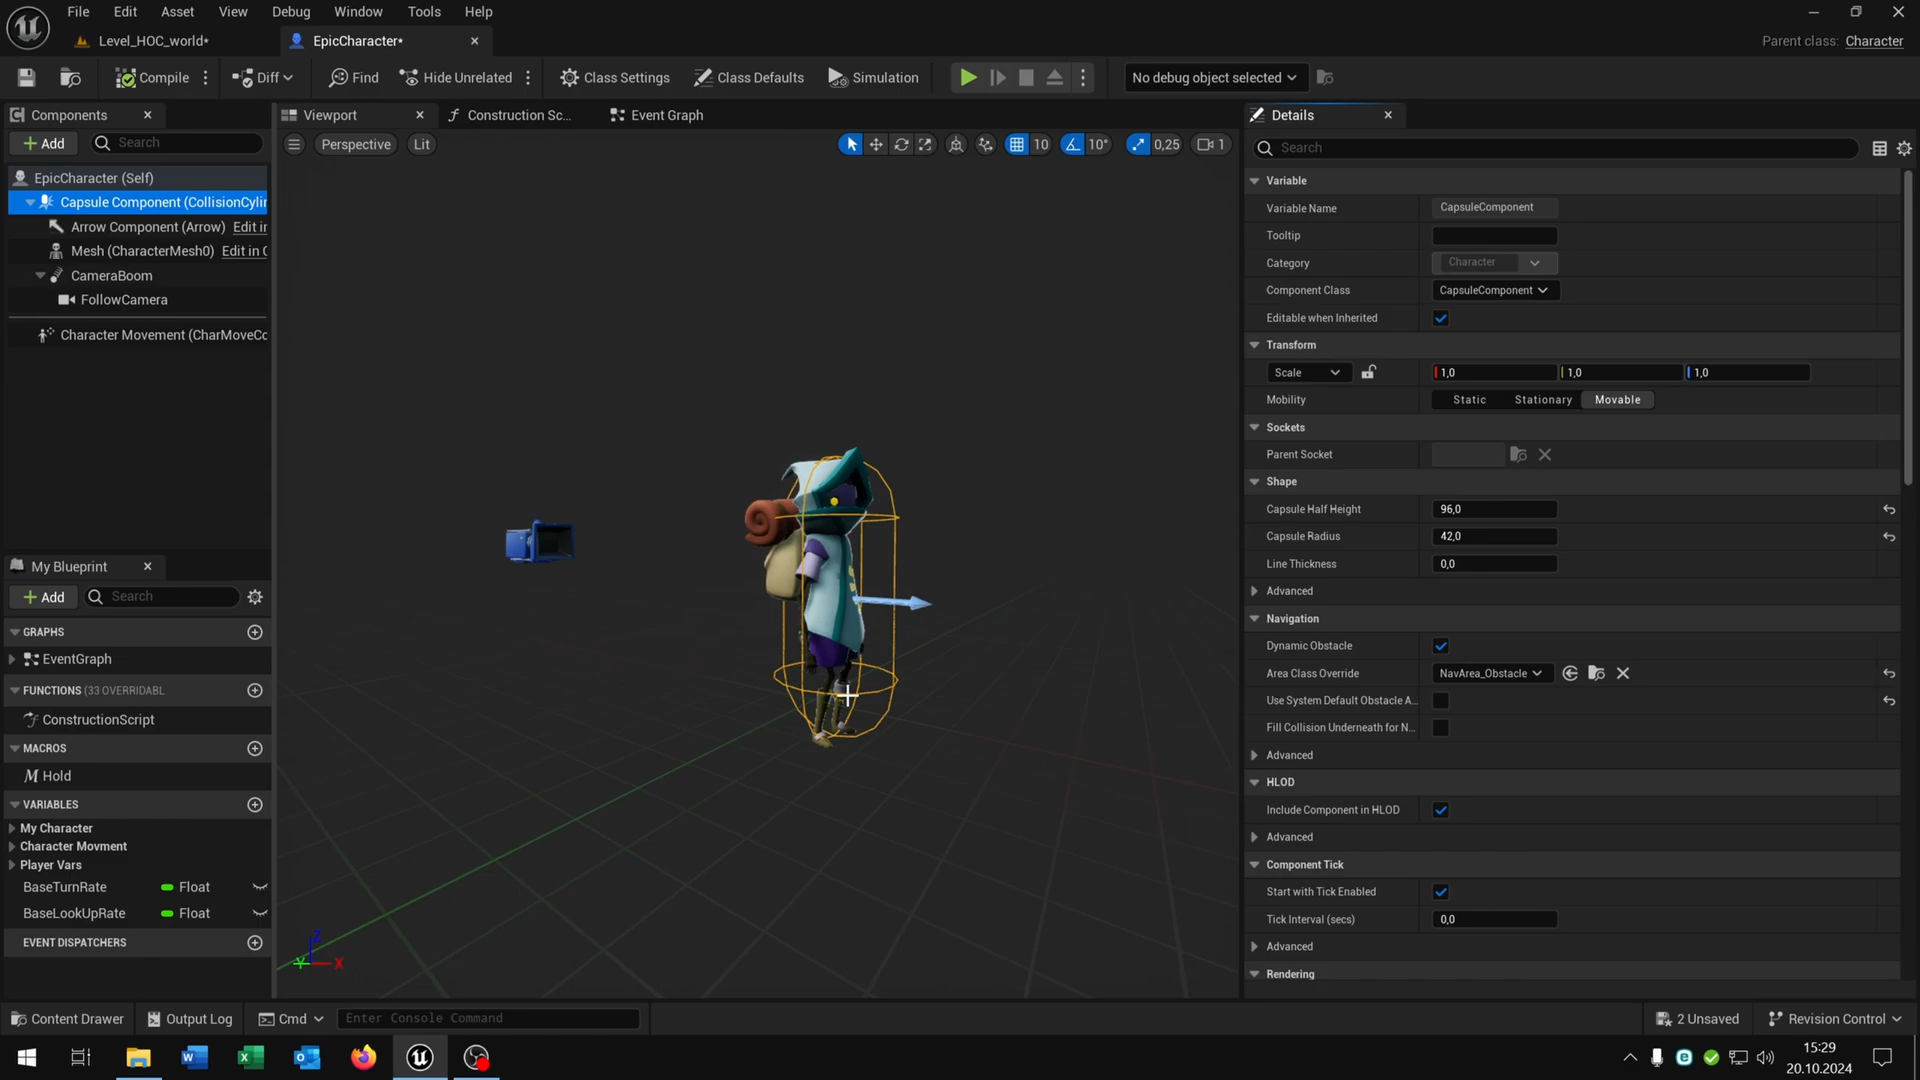 File Edit Asset View Debug Window Tools Help
Level_HOC_world*
EpicCharacter*
Parent class: Character
Compile
Diff
Find
Hide Unrelated
Class Settings
Class Defaults
Simulation
No debug object selected
Components
Add
Search
EpicCharacter (Self)
Capsule Component (CollisionCylin
Arrow Component (Arrow) Edit in
Mesh (CharacterMesh0) Edit in C
CameraBoom
FollowCamera
Character Movement (CharMoveCo
My Blueprint
Add
Search
GRAPHS
EventGraph
FUNCTIONS (33 OVERRIDABL
ConstructionScript
MACROS
Hold
VARIABLES
My Character
Character Movment
Player Vars
BaseTurnRate Float
BaseLookUpRate Float
EVENT DISPATCHERS
Viewport
Construction Sc...
Event Graph
Perspective
Lit
10
10°
0,25
1
Z
Y X
Details
Search
Variable
Variable Name CapsuleComponent
Tooltip
Category Character
Component Class CapsuleComponent
Editable when Inherited
Transform
Scale 1,0 1,0 1,0
Mobility Static Stationary Movable
Sockets
Parent Socket
Shape
Capsule Half Height 96,0
Capsule Radius 42,0
Line Thickness 0,0
Advanced
Navigation
Dynamic Obstacle
Area Class Override NavArea_Obstacle
Use System Default Obstacle A...
Fill Collision Underneath for N...
Advanced
HLOD
Include Component in HLOD
Advanced
Component Tick
Start with Tick Enabled
Tick Interval (secs) 0,0
Advanced
Rendering
Content Drawer
Output Log
Cmd
Enter Console Command
2 Unsaved
Revision Control
15:29
20.10.2024